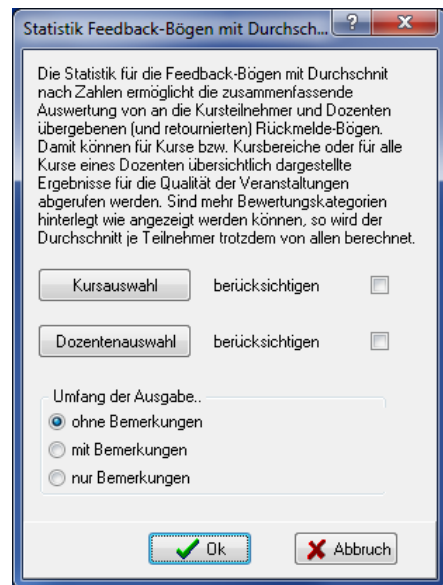 Statistik Feedback-Bögen mit Durchsch...
?
Die Statistik für die Feedback-Bögen mit Durchschnit
nach Zahlen ermöglicht die zusammenfassende
Auswertung von an die Kursteilnehmer und Dozenten
übergebenen (und retournierten) Rückmelde-Bögen.
Damit können für Kurse bzw. Kursbereiche oder für alle
Kurse eines Dozenten übersichtlich dargestellte
Ergebnisse für die Qualität der Veranstaltungen
abgerufen werden. Sind mehr Bewertungskategorien
hinterlegt wie angezeigt werden können, so wird der
Durchschnitt je Teilnehmer trotzdem von allen berechnet.
Kursauswahl berücksichtigen
Dozentenauswahl berücksichtigen
Umfang der Ausgabe..
ohne Bemerkungen
mit Bemerkungen
nur Bemerkungen
Ok Abbruch